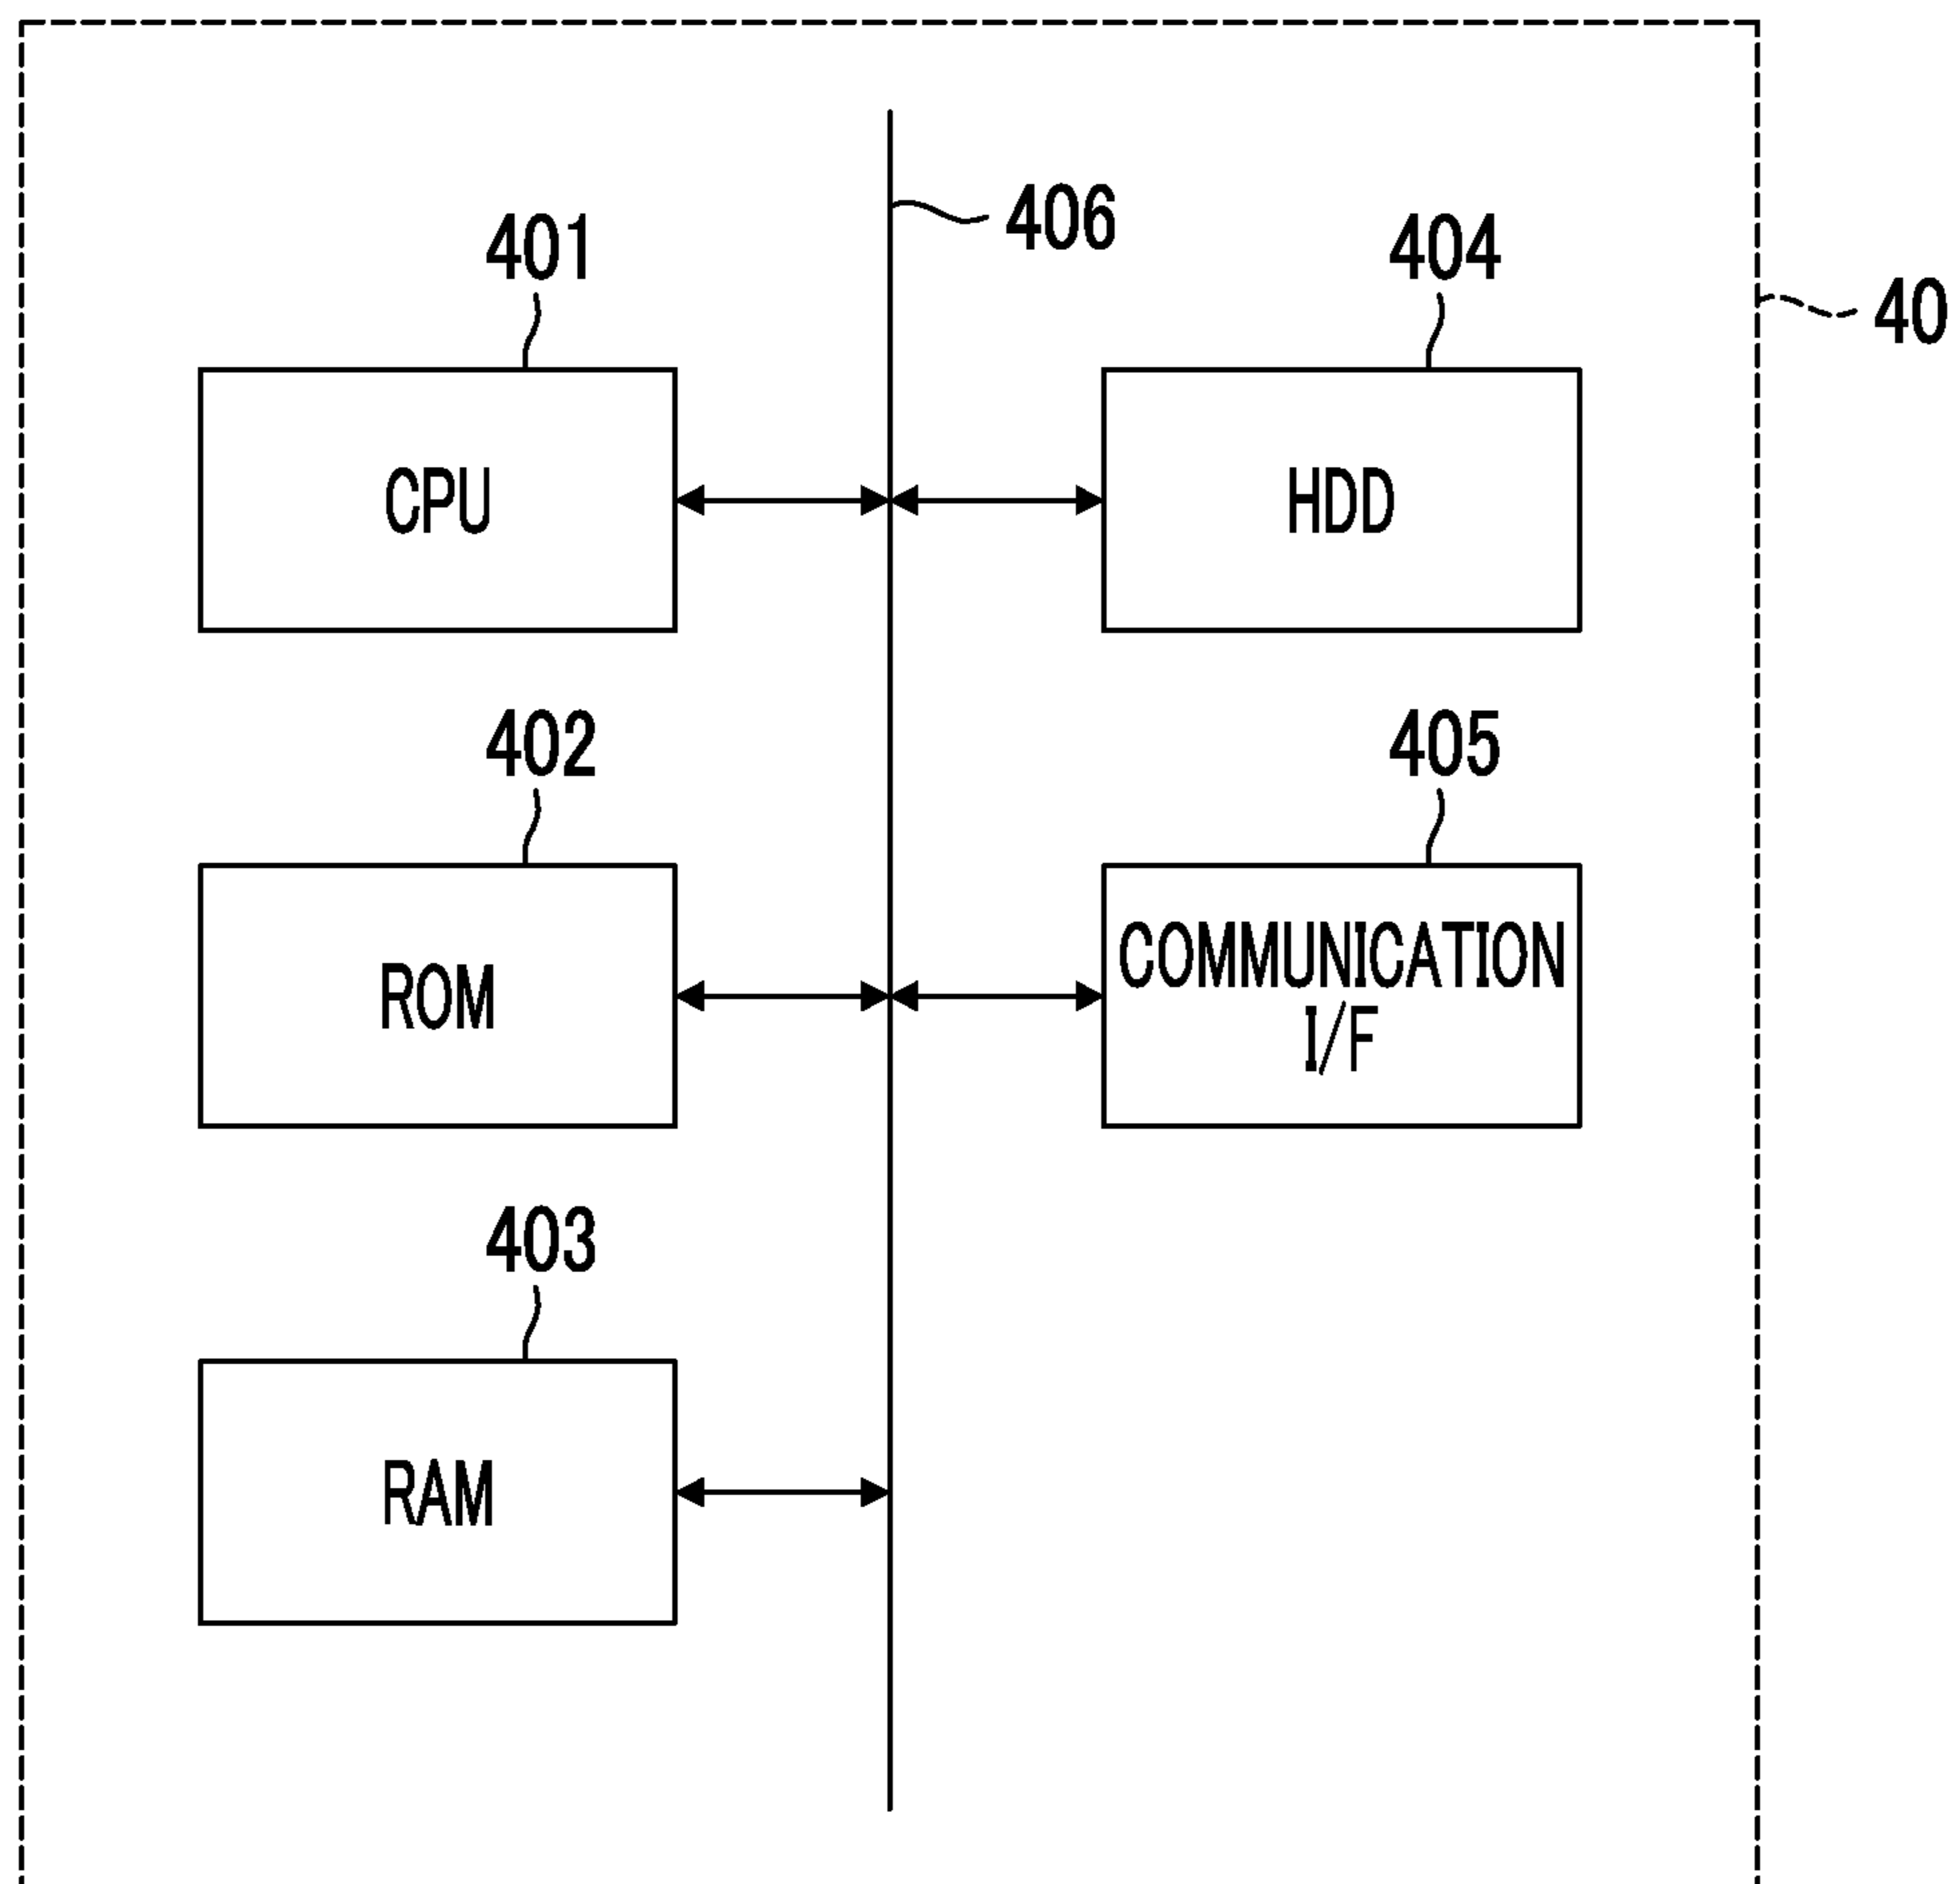 406
401
404
40
CPU
HDD
402
405
ROM
COMMUNICATION
I/F
403
RAM